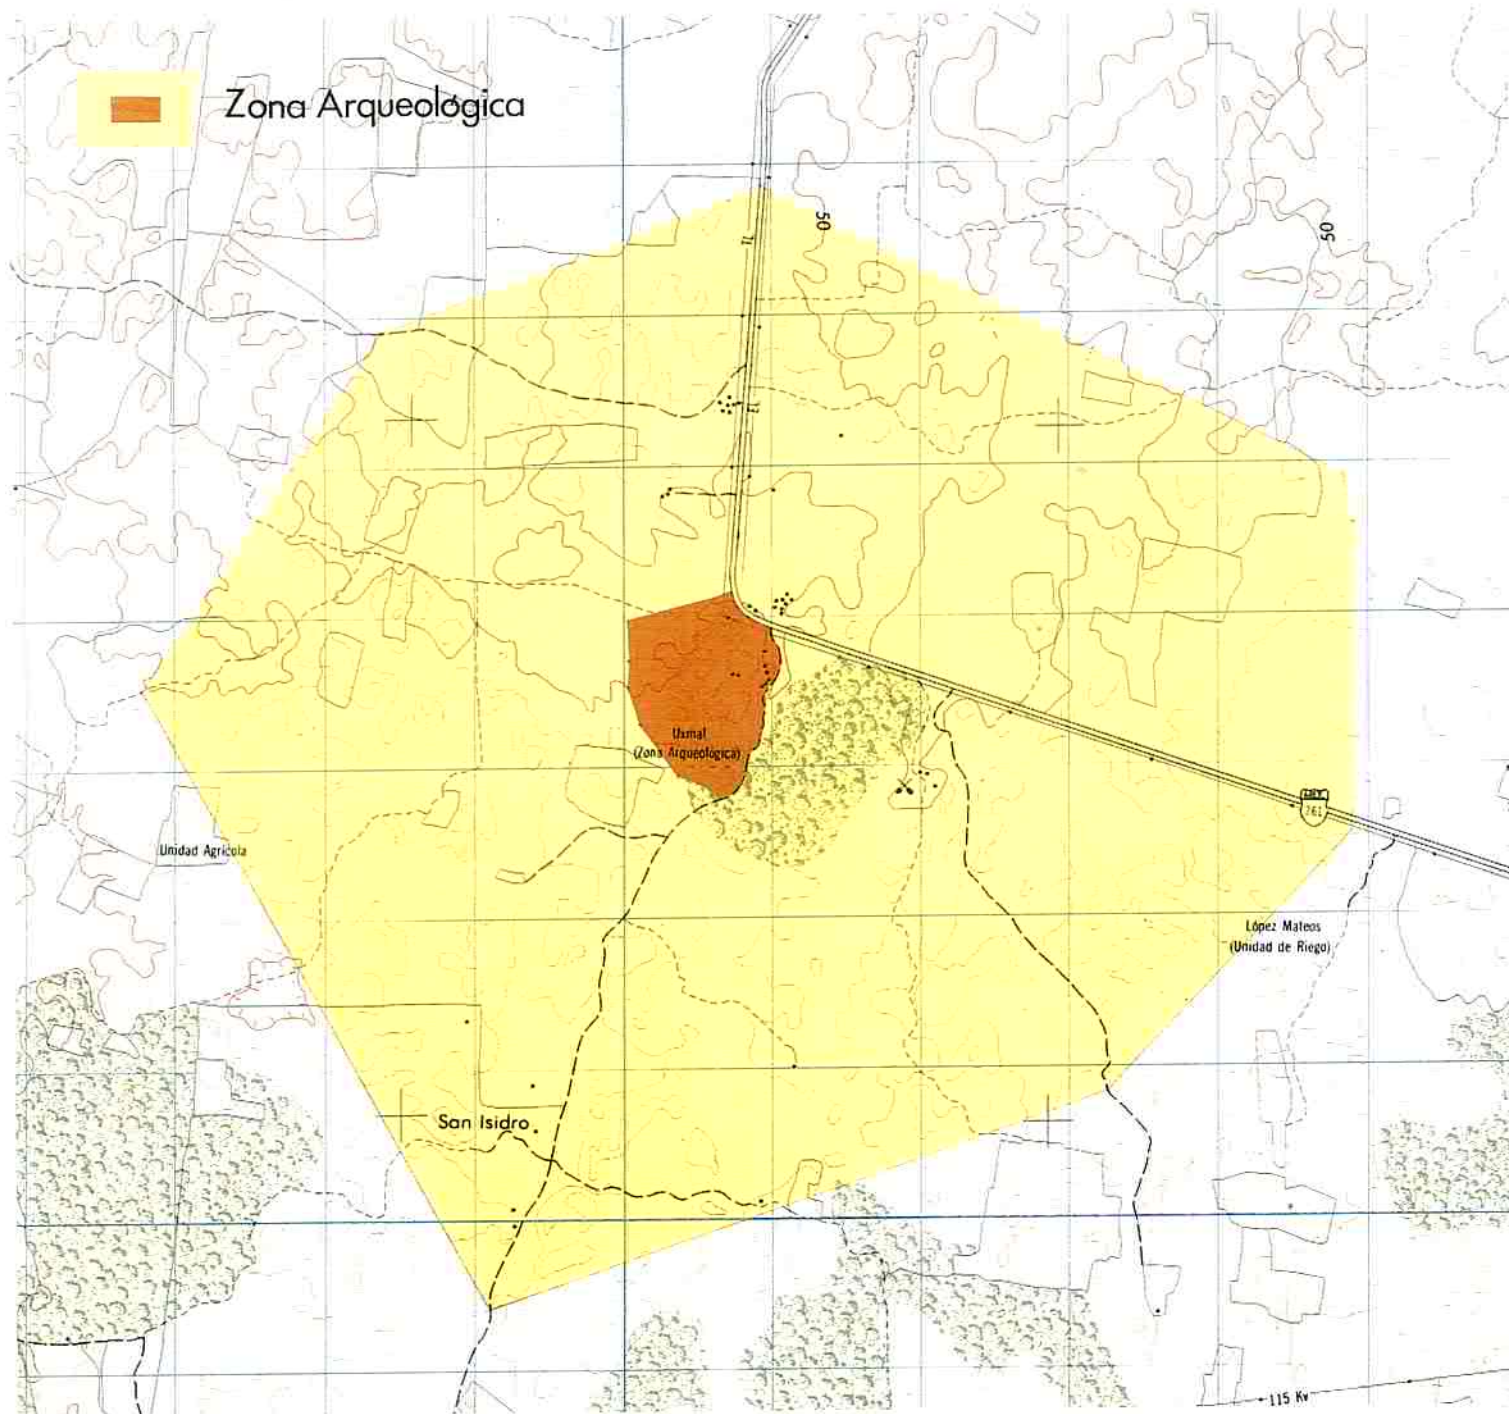 Zona Arqueológica
50
50
Uxmal
(Zona Arqueológica)
261
Unidad Agrícola
López Mateos
(Unidad de Riego)
San Isidro
115 Kv